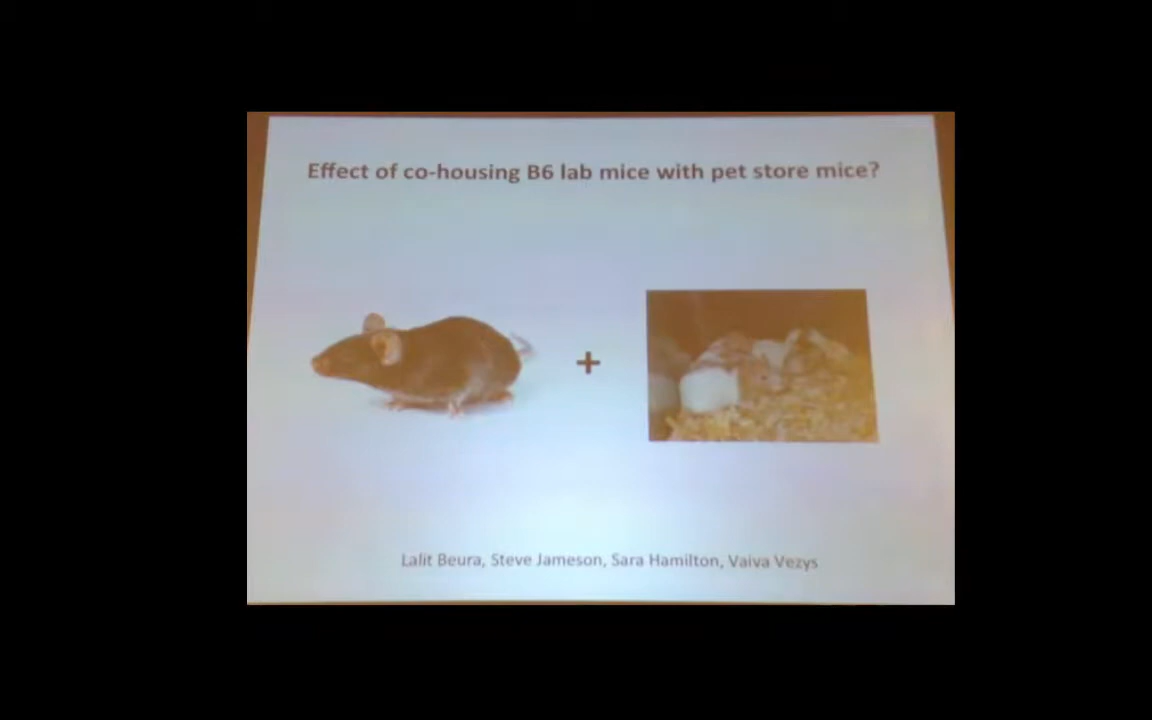 Effect of co-housing B6 lab mice with pet store mice?
+
Lalit Beura, Steve Jameson, Sara Hamilton, Vaiva Vezys